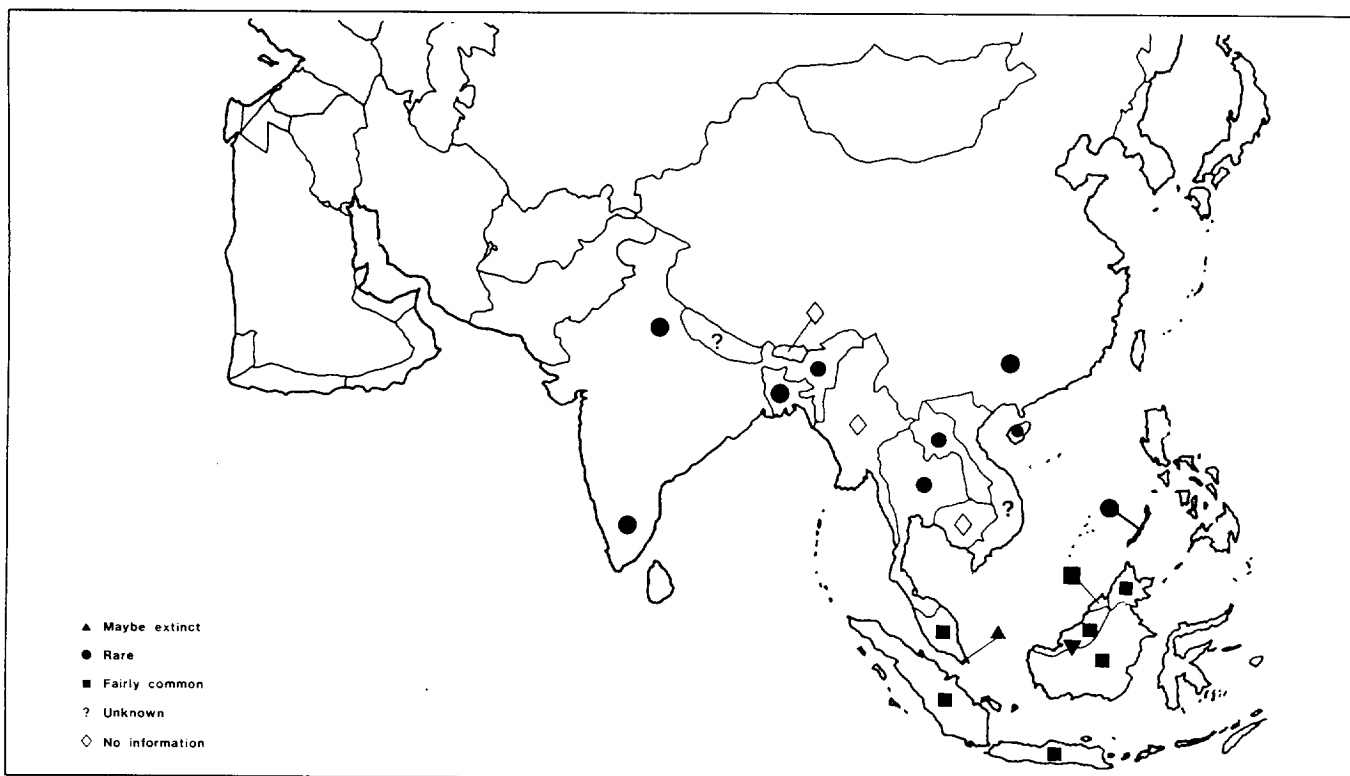 ?
?
Maybe extinct
Rare
Fairly common
? Unknown
No information